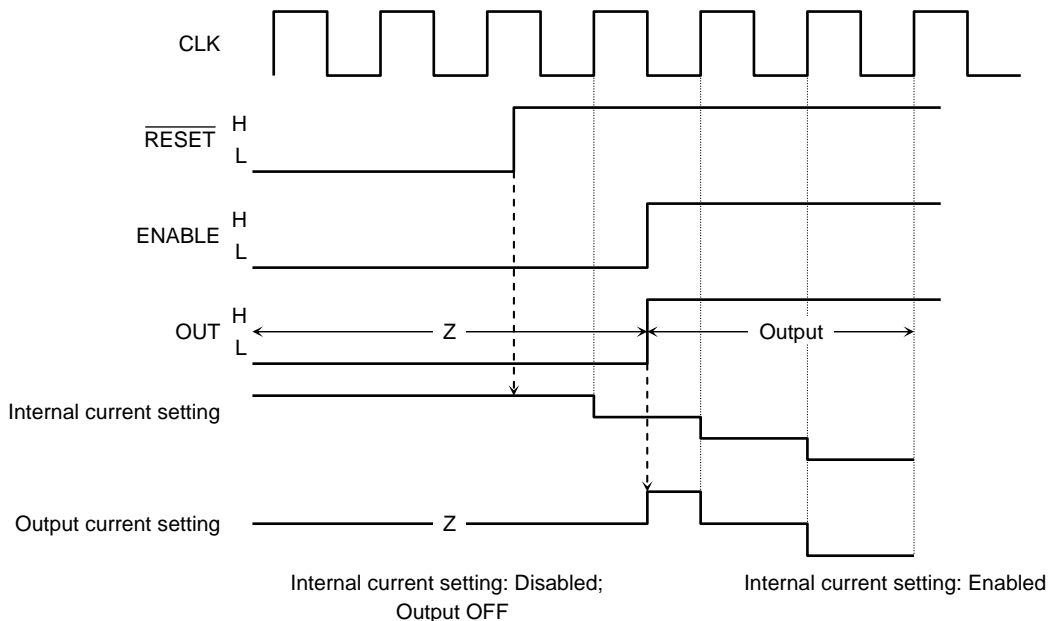 CLK
H
RESET
L
H
ENABLE
L
H
OUT
Z
Output
L
Internal current setting
Output current setting
Z
Internal current setting: Disabled;
Output OFF
Internal current setting: Enabled